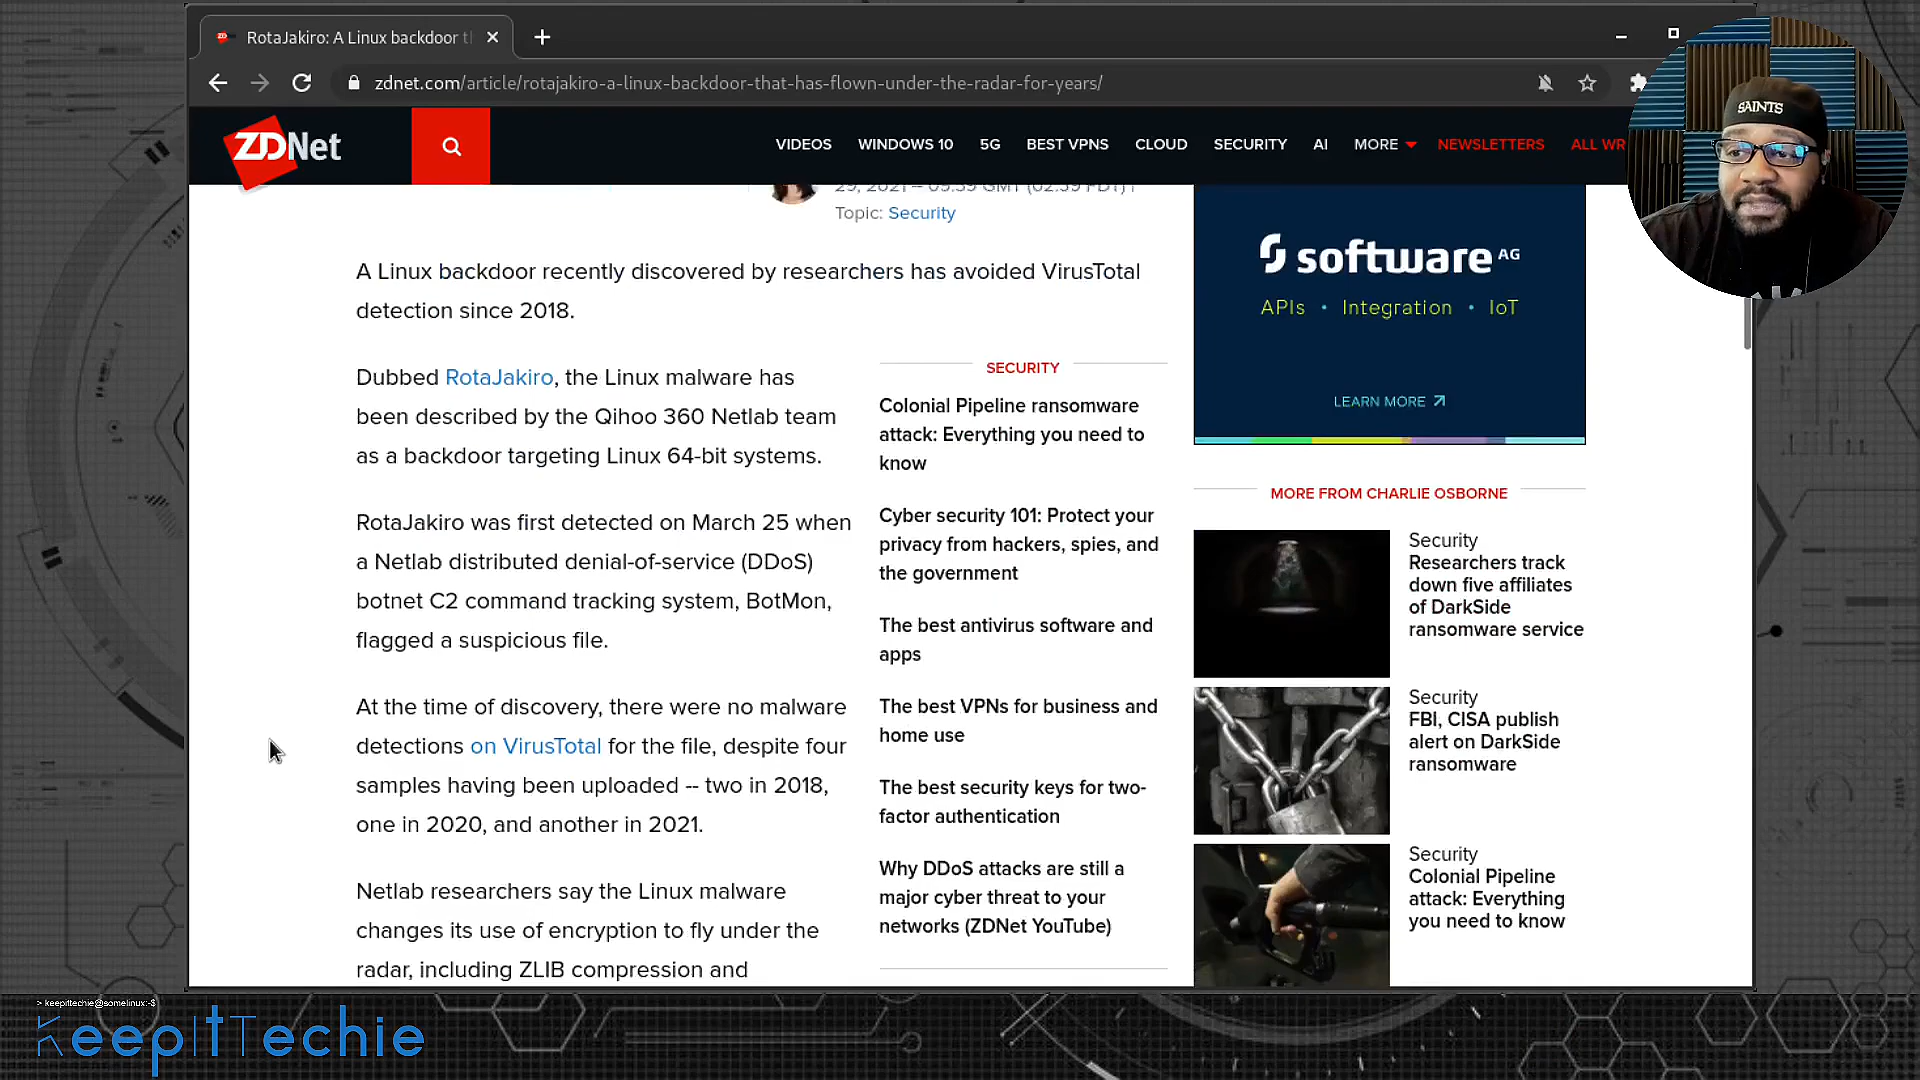 RotaJakiro: A Linux backdoor t
zdnet.com/article/rotajakiro-a-linux-backdoor-that-has-flown-under-the-radar-for-years/
ZDNet
VIDEOS WINDOWS 10 5G BEST VPNS CLOUD SECURITY AI MORE NEWSLETTERS ALL WR
SAINTS
29, 2021 -- 09:39 GMT (02:39 PDT) |
Topic: Security
A Linux backdoor recently discovered by researchers has avoided VirusTotal
detection since 2018.
Dubbed RotaJakiro, the Linux malware has
been described by the Qihoo 360 Netlab team
as a backdoor targeting Linux 64-bit systems.
RotaJakiro was first detected on March 25 when
a Netlab distributed denial-of-service (DDoS)
botnet C2 command tracking system, BotMon,
flagged a suspicious file.
At the time of discovery, there were no malware
detections on VirusTotal for the file, despite four
samples having been uploaded -- two in 2018,
one in 2020, and another in 2021.
Netlab researchers say the Linux malware
changes its use of encryption to fly under the
radar, including ZLIB compression and
SECURITY
Colonial Pipeline ransomware
attack: Everything you need to
know
Cyber security 101: Protect your
privacy from hackers, spies, and
the government
The best antivirus software and
apps
The best VPNs for business and
home use
The best security keys for two-
factor authentication
Why DDoS attacks are still a
major cyber threat to your
networks (ZDNet YouTube)
software AG
APIs • Integration • IoT
LEARN MORE
MORE FROM CHARLIE OSBORNE
Security
Researchers track
down five affiliates
of DarkSide
ransomware service
Security
FBI, CISA publish
alert on DarkSide
ransomware
Security
Colonial Pipeline
attack: Everything
you need to know
> keepittechie@somelinux:~$
KeepItTechie